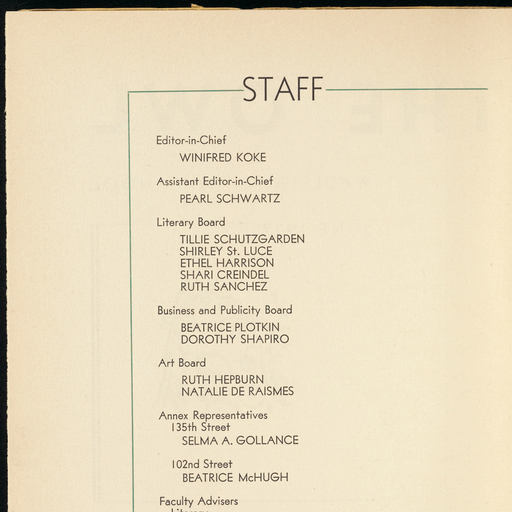 STAFF
Editor-in-Chief
WINIFRED KOKE
Assistant Editor-in-Chief
PEARL SCHWARTZ
Literary Board
TILLIE SCHUTZGARDEN
SHIRLEY St. LUCE
ETHEL HARRISON
SHARI CREINDEL
RUTH SANCHEZ
Business and Publicity Board
BEATRICE PLOTKIN
DOROTHY SHAPIRO
Art Board
RUTH HEPBURN
NATALIE DE RAISMES
Annex Representatives
135th Street
SELMA A. GOLLANCE
102nd Street
BEATRICE McHUGH
Faculty Advisers